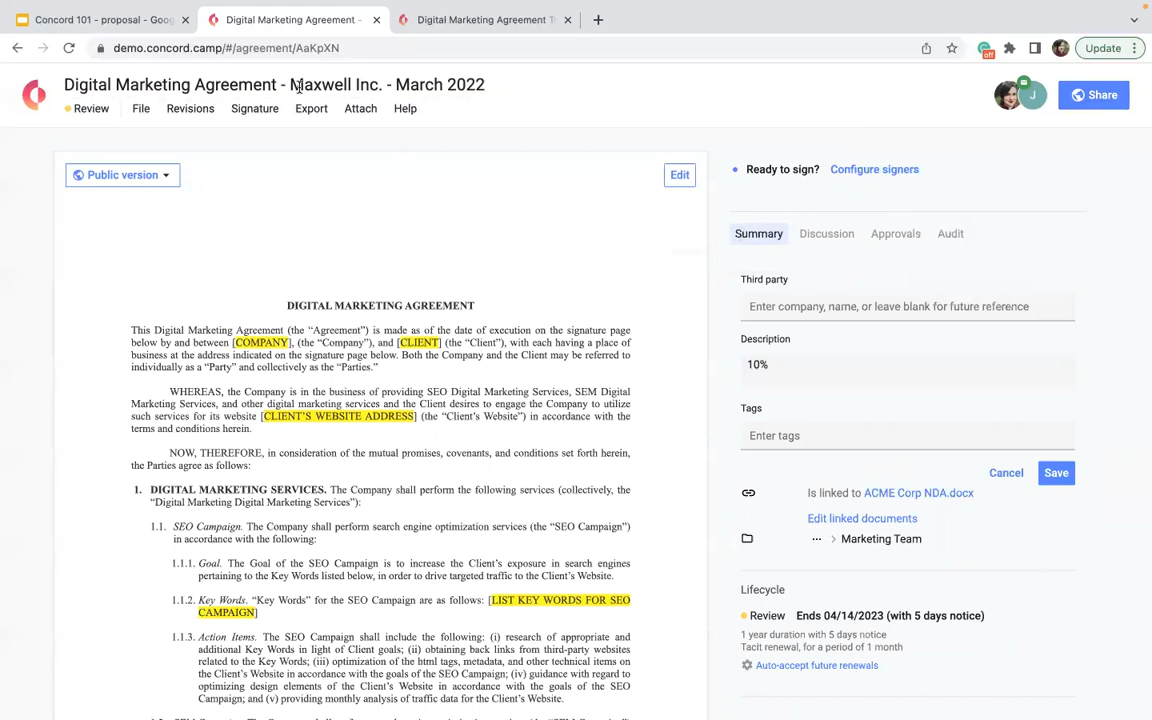 Concord 101 - proposal - Goog
Digital Marketing Agreement -
Digital Marketing Agreement T
demo.concord.camp/#/agreement/AaKpXN
off
Update
Digital Marketing Agreement - Maxwell Inc. - March 2022
Review File Revisions Signature Export Attach Help
J
Share
Public version
Edit
Ready to sign? Configure signers
Summary Discussion Approvals Audit
DIGITAL MARKETING AGREEMENT
This Digital Marketing Agreement (the “Agreement”) is made as of the date of execution on the signature page
below by and between [COMPANY], (the “Company”), and [CLIENT] (the “Client”), with each having a place of
business at the address indicated on the signature page below. Both the Company and the Client may be referred to
individually as a “Party” and collectively as the “Parties.”
WHEREAS, the Company is in the business of providing SEO Digital Marketing Services, SEM Digital
Marketing Services, and other digital marketing services and the Client desires to engage the Company to utilize
such services for its website [CLIENT’S WEBSITE ADDRESS] (the “Client’s Website”) in accordance with the
terms and conditions herein.
NOW, THEREFORE, in consideration of the mutual promises, covenants, and conditions set forth herein,
the Parties agree as follows:
1. DIGITAL MARKETING SERVICES. The Company shall perform the following services (collectively, the
“Digital Marketing Digital Marketing Services”):
1.1. SEO Campaign. The Company shall perform search engine optimization services (the “SEO Campaign”)
in accordance with the following:
1.1.1. Goal. The Goal of the SEO Campaign is to increase the Client’s exposure in search engines
pertaining to the Key Words listed below, in order to drive targeted traffic to the Client’s Website.
1.1.2. Key Words. “Key Words” for the SEO Campaign are as follows: [LIST KEY WORDS FOR SEO
CAMPAIGN]
1.1.3. Action Items. The SEO Campaign shall include the following: (i) research of appropriate and
additional Key Words in light of Client goals; (ii) obtaining back links from third-party websites
related to the Key Words; (iii) optimization of the html tags, metadata, and other technical items on
the Client’s Website in accordance with the goals of the SEO Campaign; (iv) guidance with regard to
optimizing design elements of the Client’s Website in accordance with the goals of the SEO
Campaign; and (v) providing monthly analysis of traffic data for the Client’s Website.
Third party
Enter company, name, or leave blank for future reference
Description
10%
Tags
Enter tags
Cancel Save
Is linked to ACME Corp NDA.docx
Edit linked documents
... > Marketing Team
Lifecycle
Review Ends 04/14/2023 (with 5 days notice)
1 year duration with 5 days notice
Tacit renewal, for a period of 1 month
Auto-accept future renewals